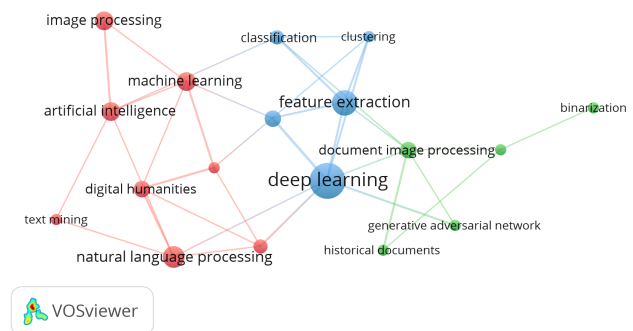 image processing
classification
clustering
machine learning
feature extraction
artificial intelligence
binarization
document image processing
deep learning
digital humanities
text mining
generative adversarial network
historical documents
natural language processing
VOSviewer